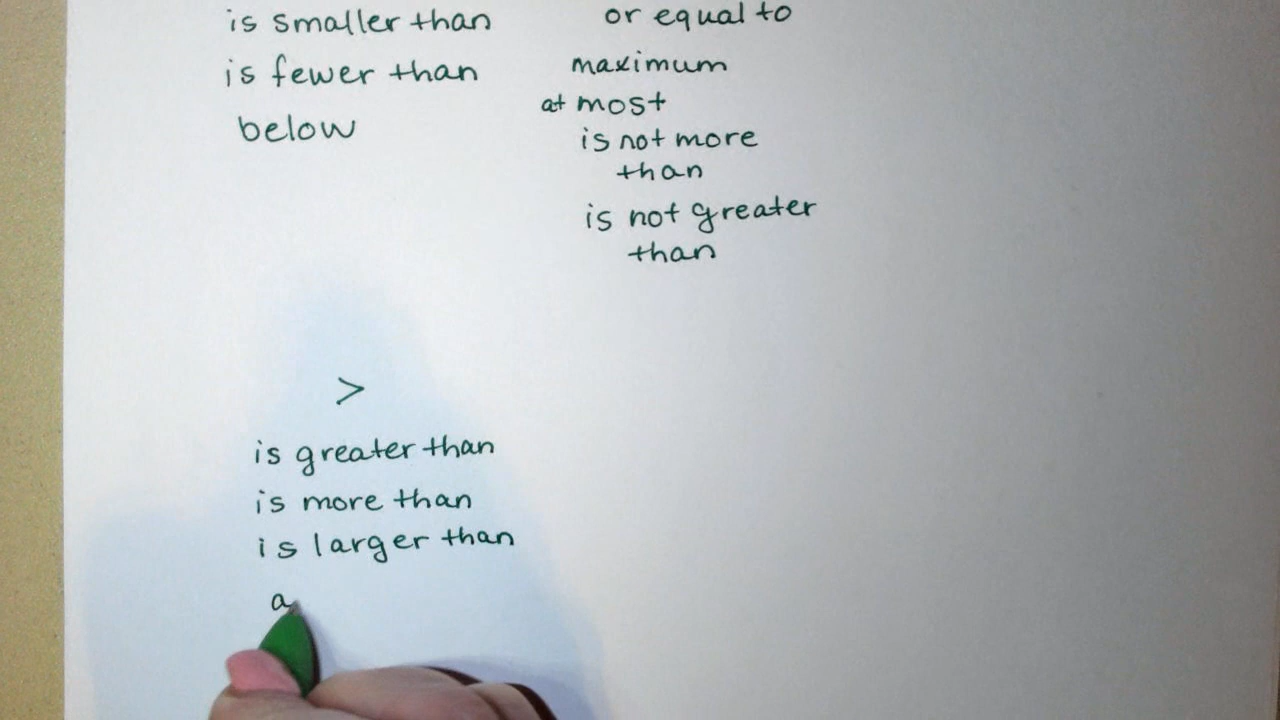 is smaller than
is fewer than
below
or equal to
maximum
at most
is not more
than
is not greater
than
>
is greater than
is more than
is larger than
a